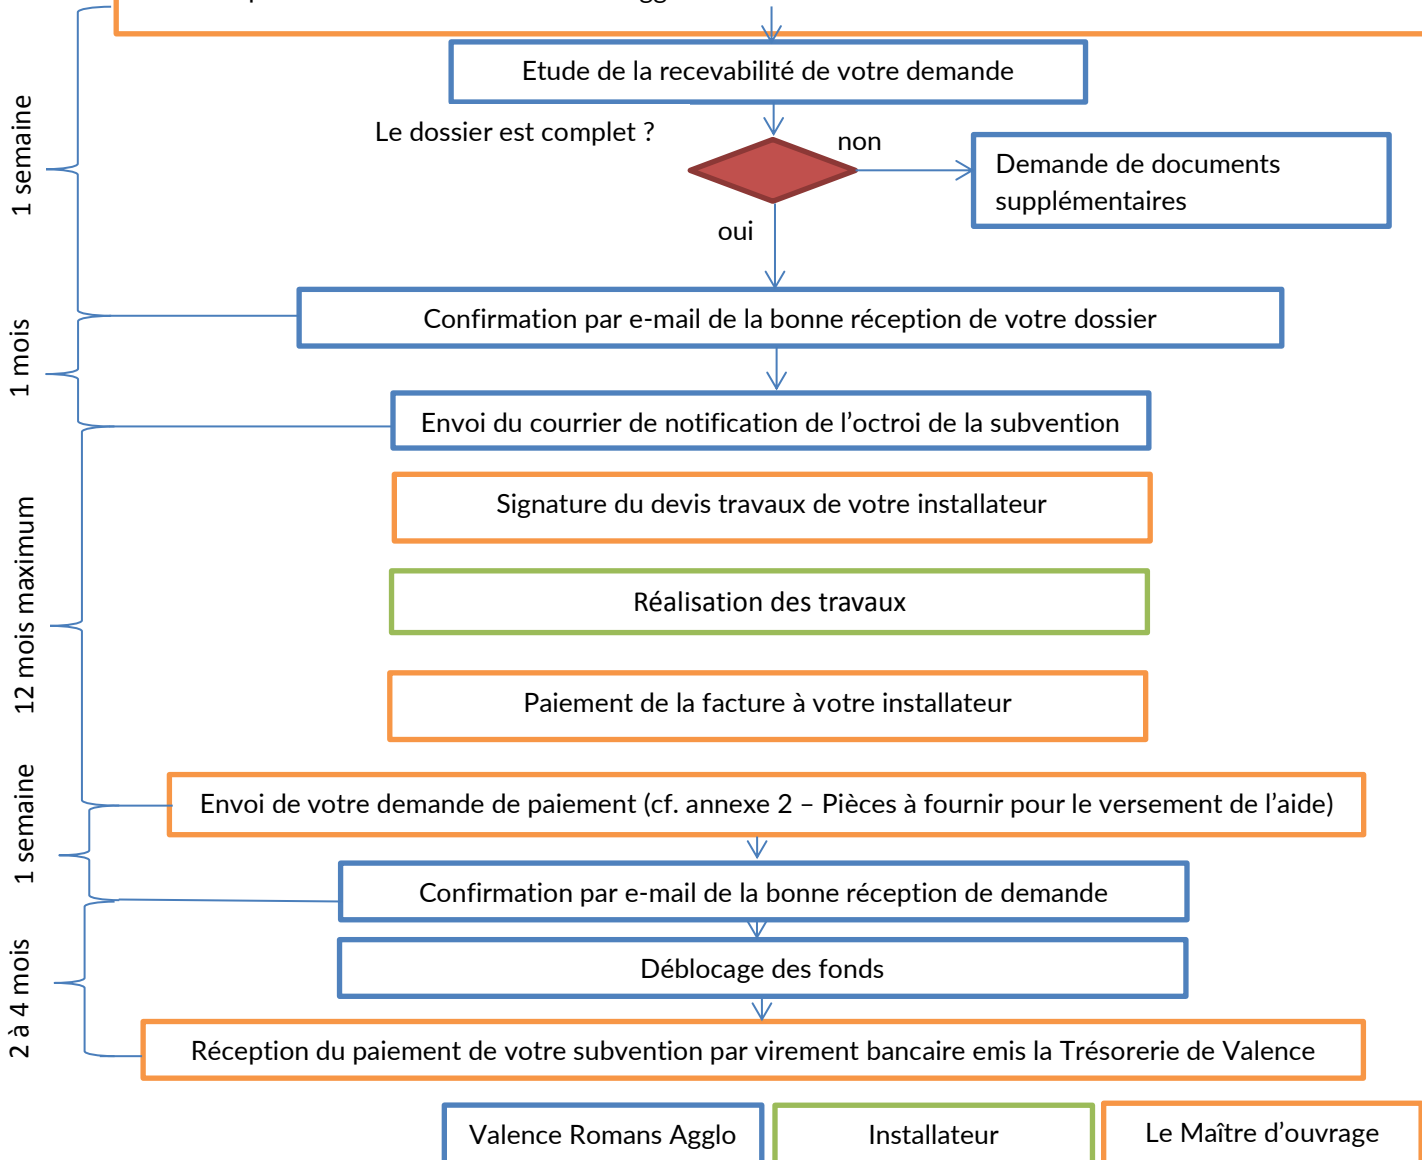 Etude de la recevabilité de votre demande
Le dossier est complet ?
non
Demande de documents
supplémentaires
oui
1 semaine
Confirmation par e-mail de la bonne réception de votre dossier
1 mois
Envoi du courrier de notification de l'octroi de la subvention
Signature du devis travaux de votre installateur
Réalisation des travaux
12 mois maximum
Paiement de la facture à votre installateur
Envoi de votre demande de paiement (cf. annexe 2 – Pièces à fournir pour le versement de l'aide)
1 semaine
Confirmation par e-mail de la bonne réception de demande
Déblocage des fonds
2 à 4 mois
Réception du paiement de votre subvention par virement bancaire emis la Trésorerie de Valence
Valence Romans Agglo
Installateur
Le Maître d'ouvrage